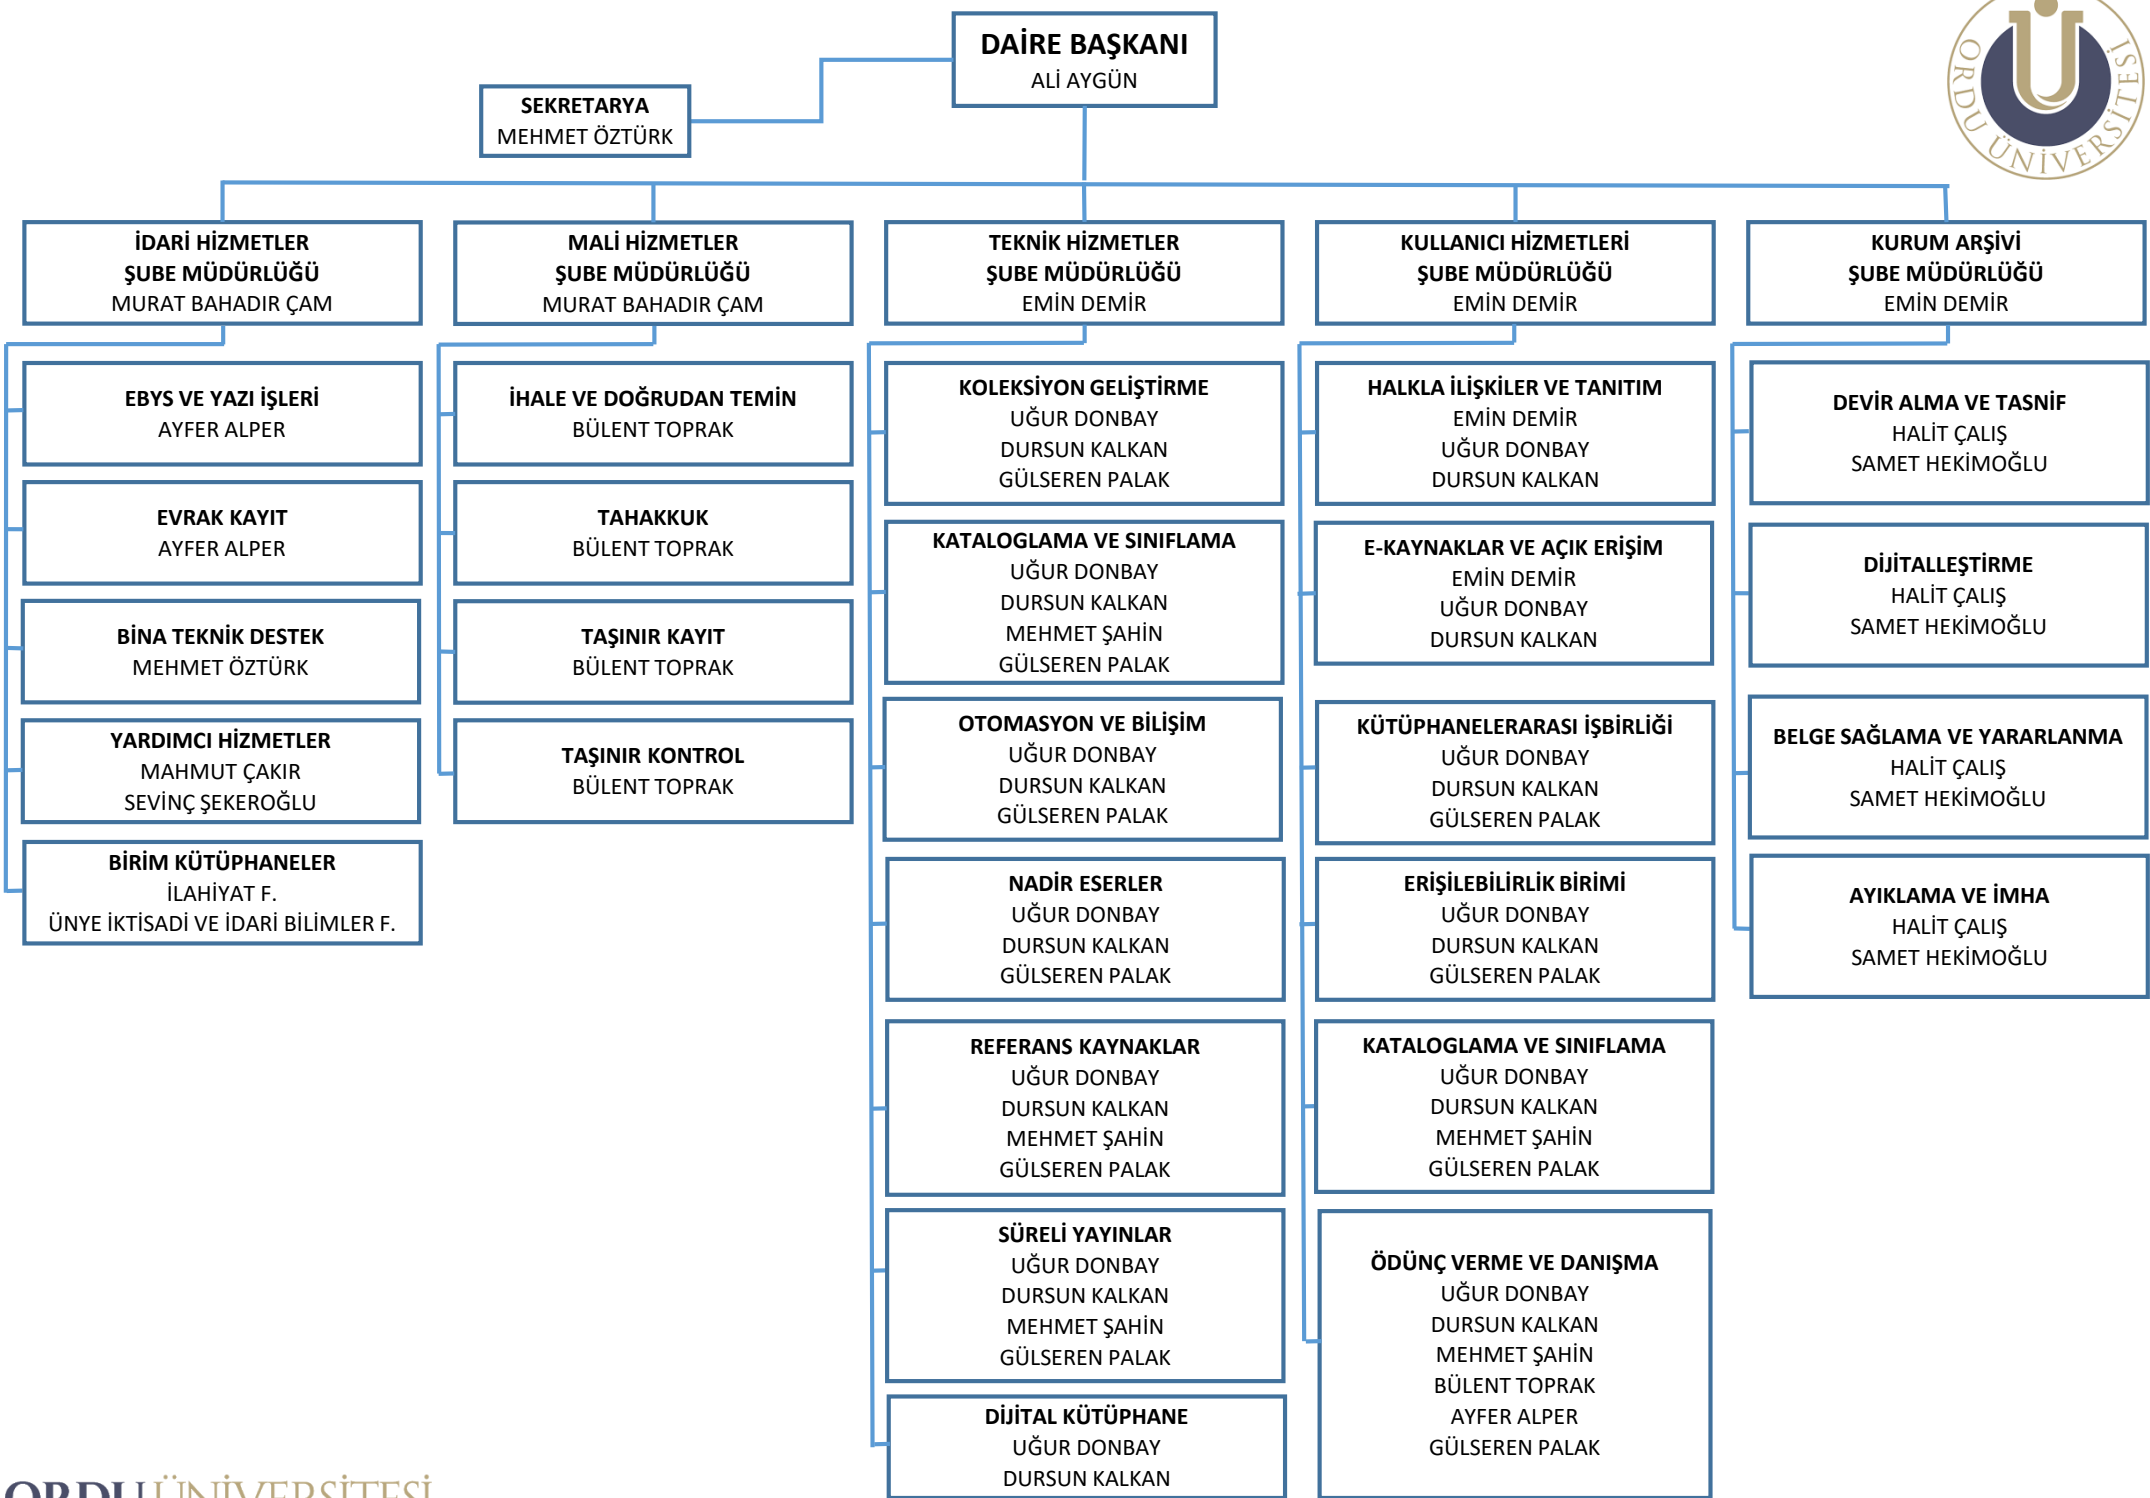 DAİRE BAŞKANI
ALİ AYGÜN
SEKRETARYA
MEHMET ÖZTÜRK
ORDU ÜNİVERSİTESİ
İDARİ HİZMETLER
ŞUBE MÜDÜRLÜĞÜ
MURAT BAHADIR ÇAM
EBYS VE YAZI İŞLERİ
AYFER ALPER
EVRAK KAYIT
AYFER ALPER
BİNA TEKNİK DESTEK
MEHMET ÖZTÜRK
YARDIMCI HİZMETLER
MAHMUT ÇAKIR
SEVİNÇ ŞEKEROĞLU
BİRİM KÜTÜPHANELER
İLAHİYAT F.
ÜNYE İKTİSADİ VE İDARİ BİLİMLER F.
MALİ HİZMETLER
ŞUBE MÜDÜRLÜĞÜ
MURAT BAHADIR ÇAM
İHALE VE DOĞRUDAN TEMİN
BÜLENT TOPRAK
TAHAKKUK
BÜLENT TOPRAK
TAŞINIR KAYIT
BÜLENT TOPRAK
TAŞINIR KONTROL
BÜLENT TOPRAK
TEKNİK HİZMETLER
ŞUBE MÜDÜRLÜĞÜ
EMİN DEMİR
KOLEKSİYON GELİŞTİRME
UĞUR DONBAY
DURSUN KALKAN
GÜLSEREN PALAK
KATALOGLAMA VE SINIFLAMA
UĞUR DONBAY
DURSUN KALKAN
MEHMET ŞAHİN
GÜLSEREN PALAK
OTOMASYON VE BİLİŞİM
UĞUR DONBAY
DURSUN KALKAN
GÜLSEREN PALAK
NADİR ESERLER
UĞUR DONBAY
DURSUN KALKAN
GÜLSEREN PALAK
REFERANS KAYNAKLAR
UĞUR DONBAY
DURSUN KALKAN
MEHMET ŞAHİN
GÜLSEREN PALAK
SÜRELİ YAYINLAR
UĞUR DONBAY
DURSUN KALKAN
MEHMET ŞAHİN
GÜLSEREN PALAK
DİJİTAL KÜTÜPHANE
UĞUR DONBAY
DURSUN KALKAN
KULLANICI HİZMETLERİ
ŞUBE MÜDÜRLÜĞÜ
EMİN DEMİR
HALKLA İLİŞKİLER VE TANITIM
EMİN DEMİR
UĞUR DONBAY
DURSUN KALKAN
E-KAYNAKLAR VE AÇIK ERİŞİM
EMİN DEMİR
UĞUR DONBAY
DURSUN KALKAN
KÜTÜPHANELERARASI İŞBİRLİĞİ
UĞUR DONBAY
DURSUN KALKAN
GÜLSEREN PALAK
ERİŞİLEBİLİRLİK BİRİMİ
UĞUR DONBAY
DURSUN KALKAN
GÜLSEREN PALAK
KATALOGLAMA VE SINIFLAMA
UĞUR DONBAY
DURSUN KALKAN
MEHMET ŞAHİN
GÜLSEREN PALAK
ÖDÜNÇ VERME VE DANIŞMA
UĞUR DONBAY
DURSUN KALKAN
MEHMET ŞAHİN
BÜLENT TOPRAK
AYFER ALPER
GÜLSEREN PALAK
KURUM ARŞİVİ
ŞUBE MÜDÜRLÜĞÜ
EMİN DEMİR
DEVİR ALMA VE TASNİF
HALİT ÇALIŞ
SAMET HEKİMOĞLU
DİJİTALLEŞTİRME
HALİT ÇALIŞ
SAMET HEKİMOĞLU
BELGE SAĞLAMA VE YARARLANMA
HALİT ÇALIŞ
SAMET HEKİMOĞLU
AYIKLAMA VE İMHA
HALİT ÇALIŞ
SAMET HEKİMOĞLU
ORDU ÜNİVERSİTESİ